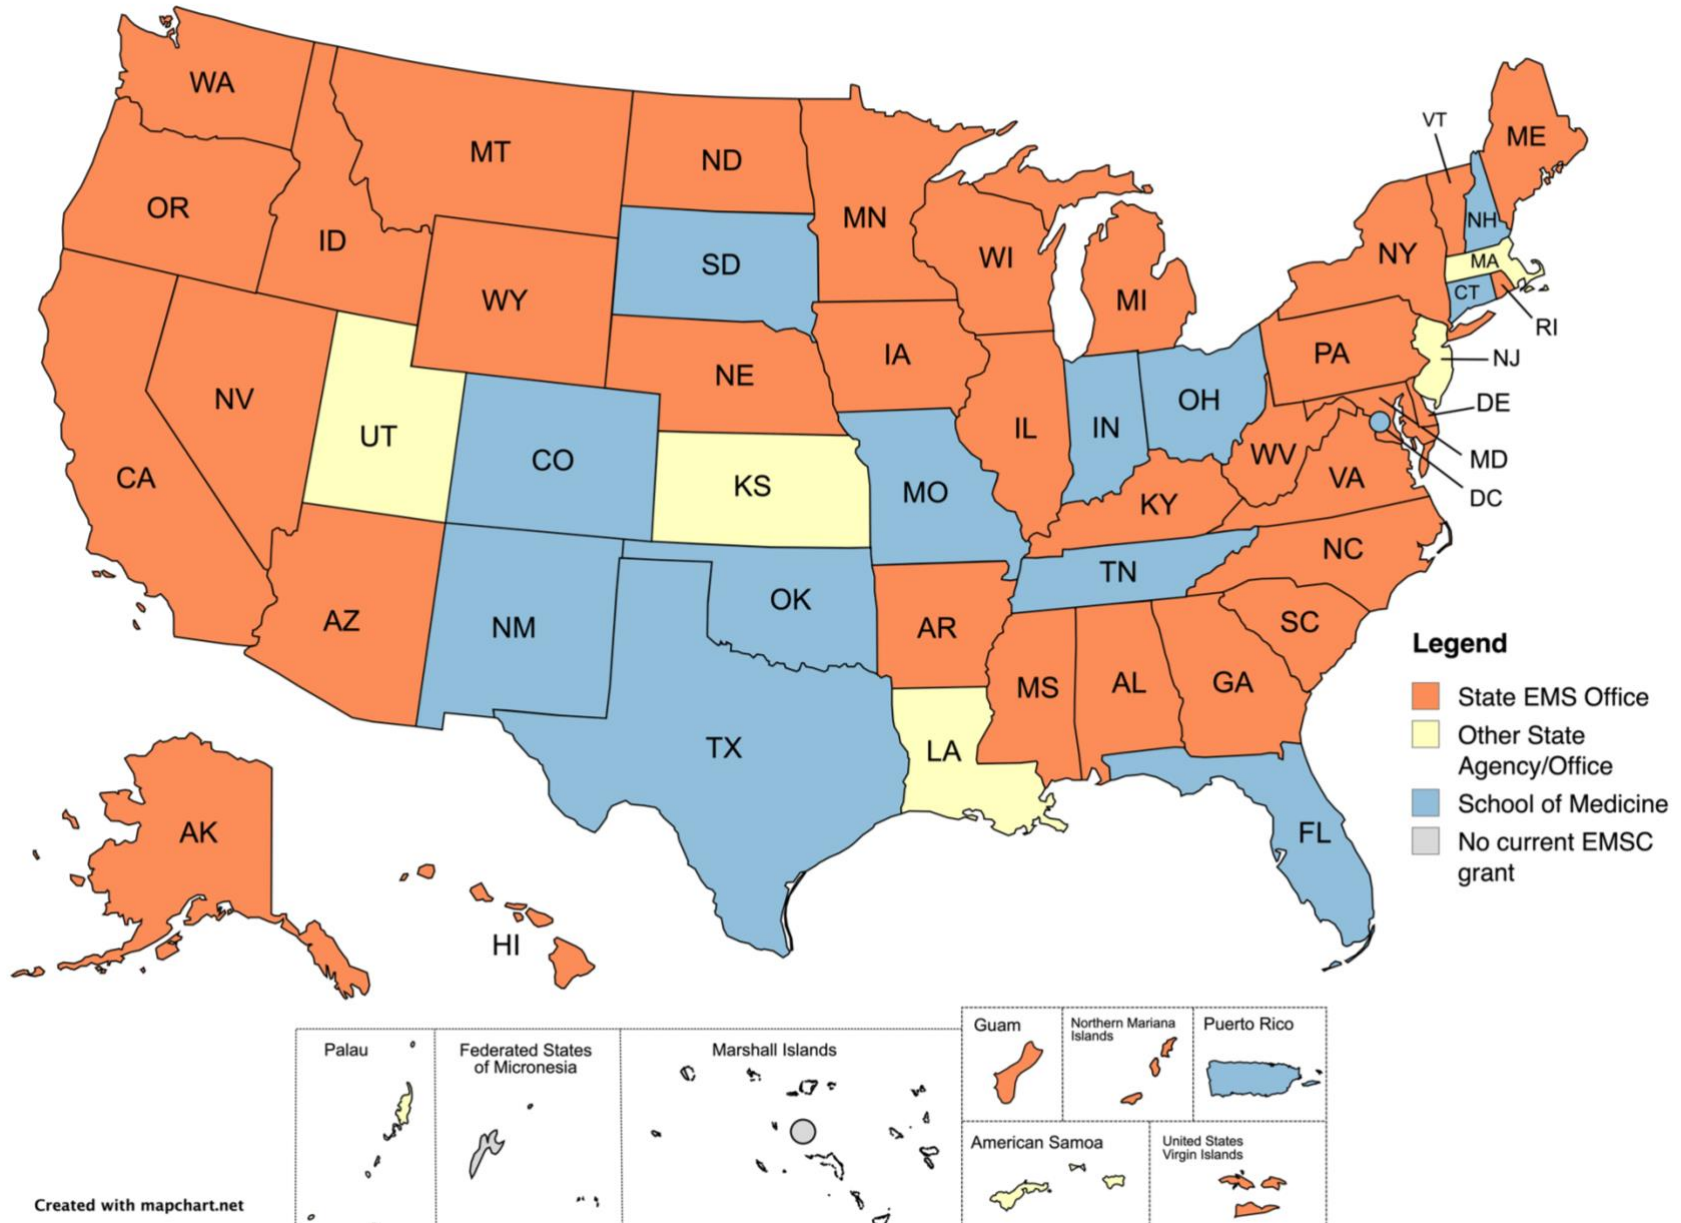 WA
MT
ND
MN
OR
ID
WY
SD
WI
MI
NY
VT
ME
NH
MA
CT
RI
NJ
PA
DE
MD
DC
NV
UT
CO
NE
IA
IL
IN
OH
WV
VA
CA
KS
MO
KY
NC
TN
AZ
NM
OK
AR
SC
MS
AL
GA
TX
LA
FL
AK
HI
Legend
State EMS Office
Other State
Agency/Office
School of Medicine
No current EMSC
grant
Palau
Federated States
of Micronesia
Marshall Islands
Guam
Northern Mariana
Islands
Puerto Rico
American Samoa
United States
Virgin Islands
Created with mapchart.net